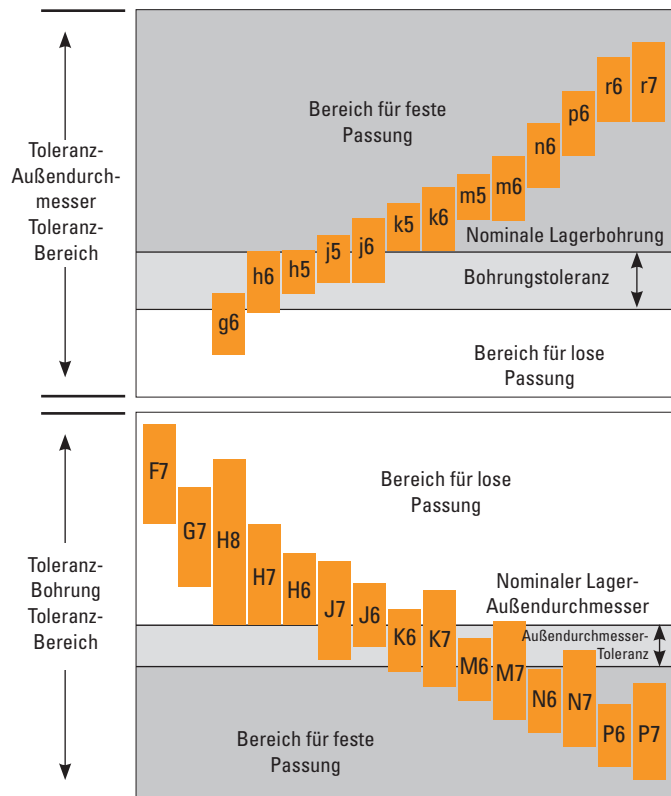 Toleranz-
Außendurch-
messer
Toleranz-
Bereich
Bereich für feste
Passung
r6
r7
p6
n6
m6
m5
k6
k5
j6
j5
h5
h6
g6
Nominale Lagerbohrung
Bohrungstoleranz
Bereich für lose
Passung
Toleranz-
Bohrung
Toleranz-
Bereich
Bereich für lose
Passung
F7
G7
H8
H7
H6
J7
J6
K6
K7
M6
M7
N6
N7
P6
P7
Nominaler Lager-
Außendurchmesser
Außendurchmesser-
Toleranz
Bereich für feste
Passung